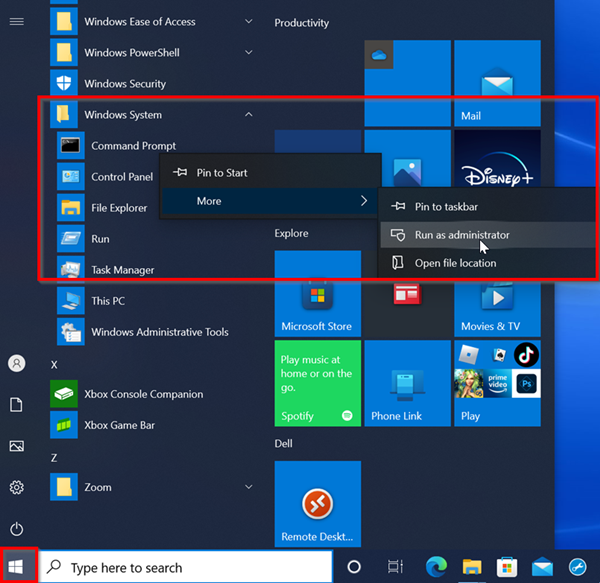 Windows Ease of Access
Windows PowerShell
Windows Security
Windows System
Command Prompt
Control Panel
File Explorer
Run
Task Manager
This PC
Windows Administrative Tools
X
Xbox Console Companion
Xbox Game Bar
Z
Zoom
Productivity
Mail
Disney+
Pin to Start
More
Pin to taskbar
Run as administrator
Open file location
Explore
Microsoft Store
Movies & TV
Play music at
home or on the
go.
Spotify
Phone Link
prime video
Ps
Play
Dell
Remote Deskt...
Type here to search